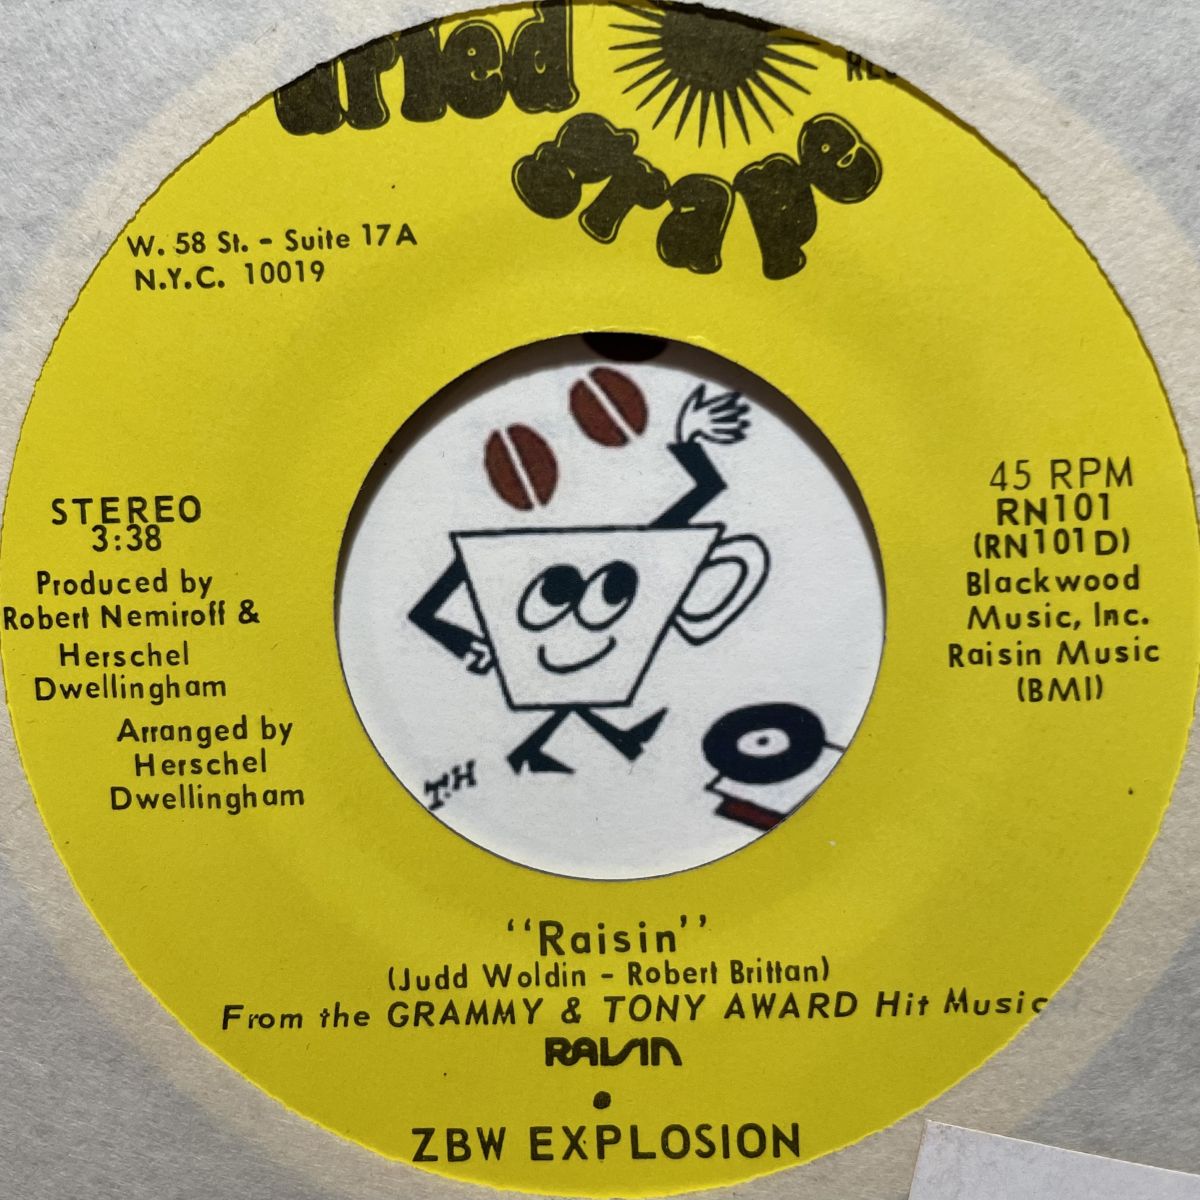 Grape
W. 58 St. - Suite 17A
N.Y.C. 10019
STEREO
3:38
Produced by
Robert Nemiroff &
Herschel
Dwellingham
Arranged by
Herschel
Dwellingham
45 RPM
RN101
(RN101D)
Blackwood
Music, Inc.
Raisin Music
(BMI)
T.H
"Raisin"
(Judd Woldin - Robert Brittan)
From the GRAMMY & TONY AWARD Hit Music
RAISIN
ZBW EXPLOSION